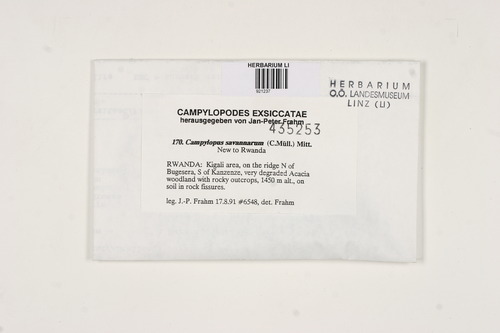 HERBARIUM LI
HERBARIUM
O.Ö. LANDESMUSEUM
LINZ (LI)
CAMPYLOPODES EXSICCATAE
herausgegeben von Jan-Peter Frahm
435253
170. Campylopus savannarum (C.Müll.) Mitt.
New to Rwanda
RWANDA: Kigali area, on the ridge N of
Bugesera, S of Kanzenze, very degraded Acacia
woodland with rocky outcrops, 1450 m alt., on
soil in rock fissures.
leg. J.-P. Frahm 17.8.91 #6548, det. Frahm